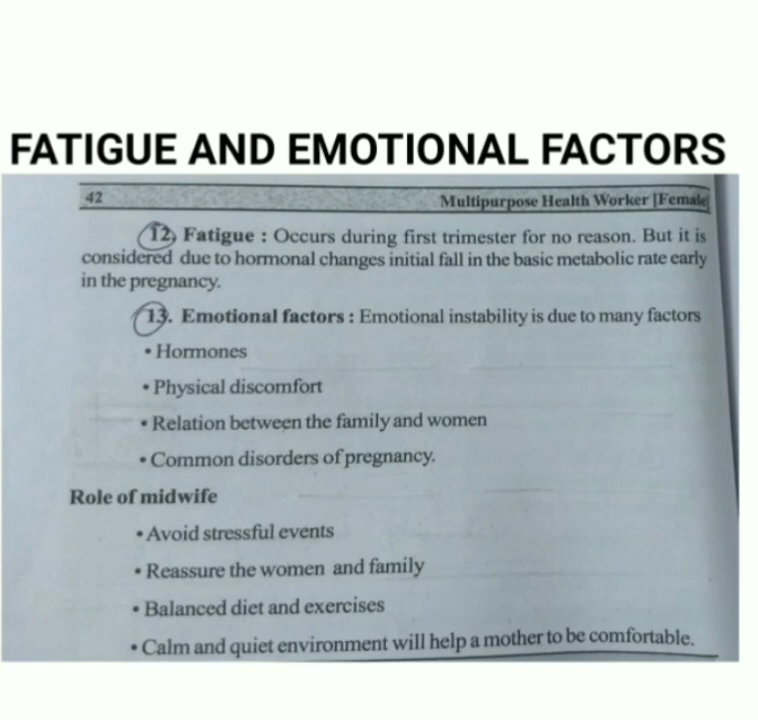 FATIGUE AND EMOTIONAL FACTORS
42 Multipurpose Health Worker [Female
12, Fatigue : Occurs during first trimester for no reason. But it is
considered due to hormonal changes initial fall in the basic metabolic rate early
in the pregnancy.
13. Emotional factors : Emotional instability is due to many factors
• Hormones
• Physical discomfort
• Relation between the family and women
• Common disorders of pregnancy.
Role of midwife
• Avoid stressful events
• Reassure the women and family
• Balanced diet and exercises
• Calm and quiet environment will help a mother to be comfortable.